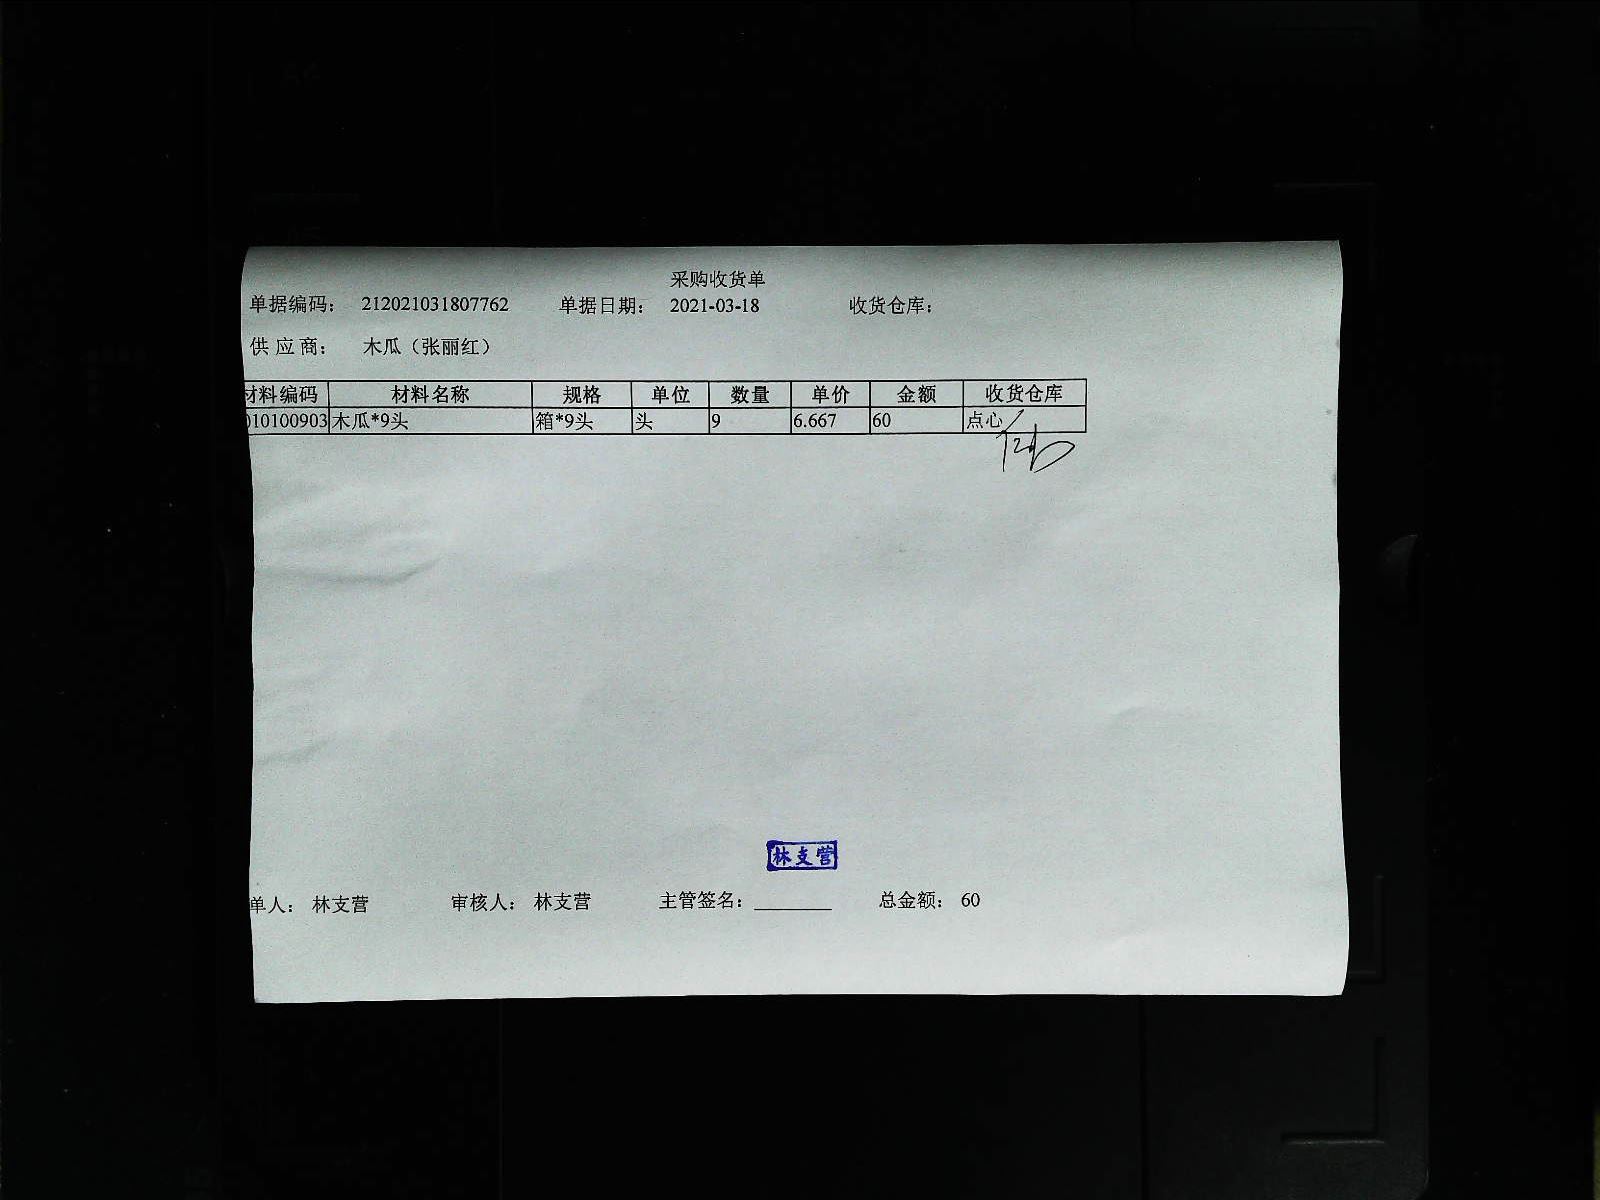 采购收货单
单据编码： 212021031807762 单据日期： 2021-03-18 收货仓库：
供 应 商： 木瓜（张丽红）
材料编码 材料名称 规格 单位 数量 单价 金额 收货仓库
010100903 木瓜*9头 箱*9头 头 9 6.667 60 点心
林支营
单人： 林支营 审核人： 林支营 主管签名：________ 总金额： 60